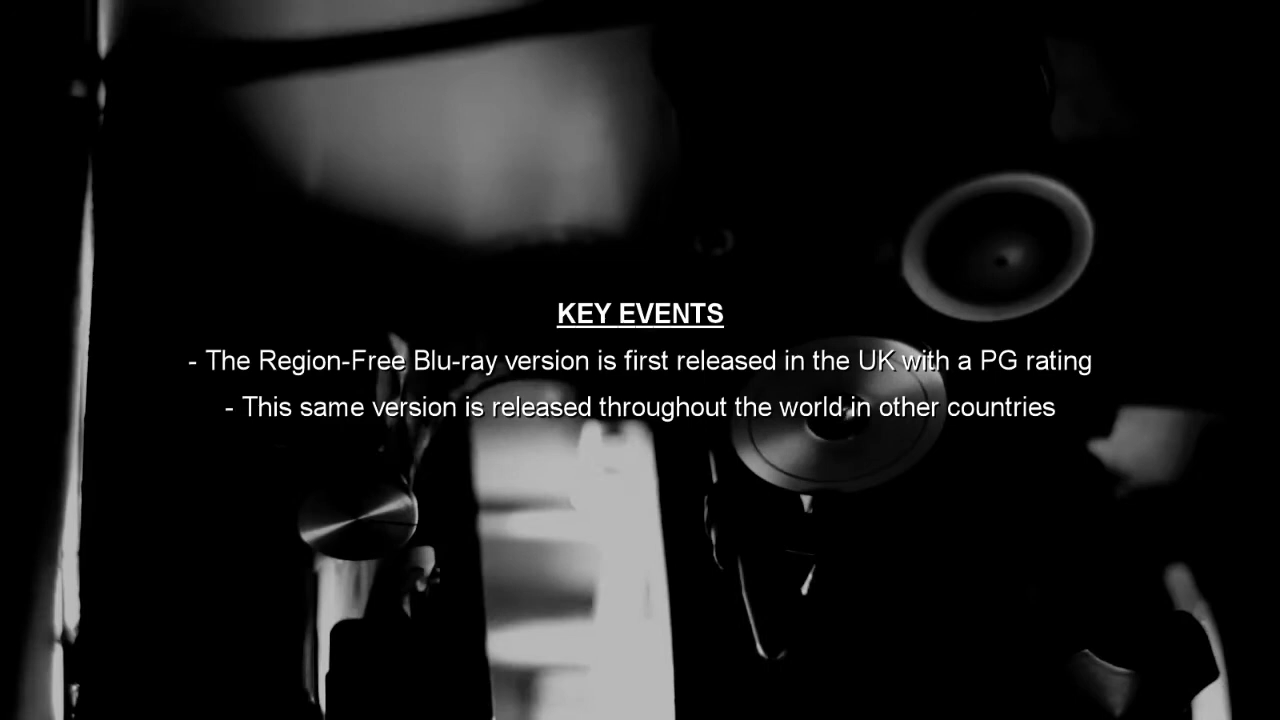 KEY EVENTS
- The Region-Free Blu-ray version is first released in the UK with a PG rating
- This same version is released throughout the world in other countries